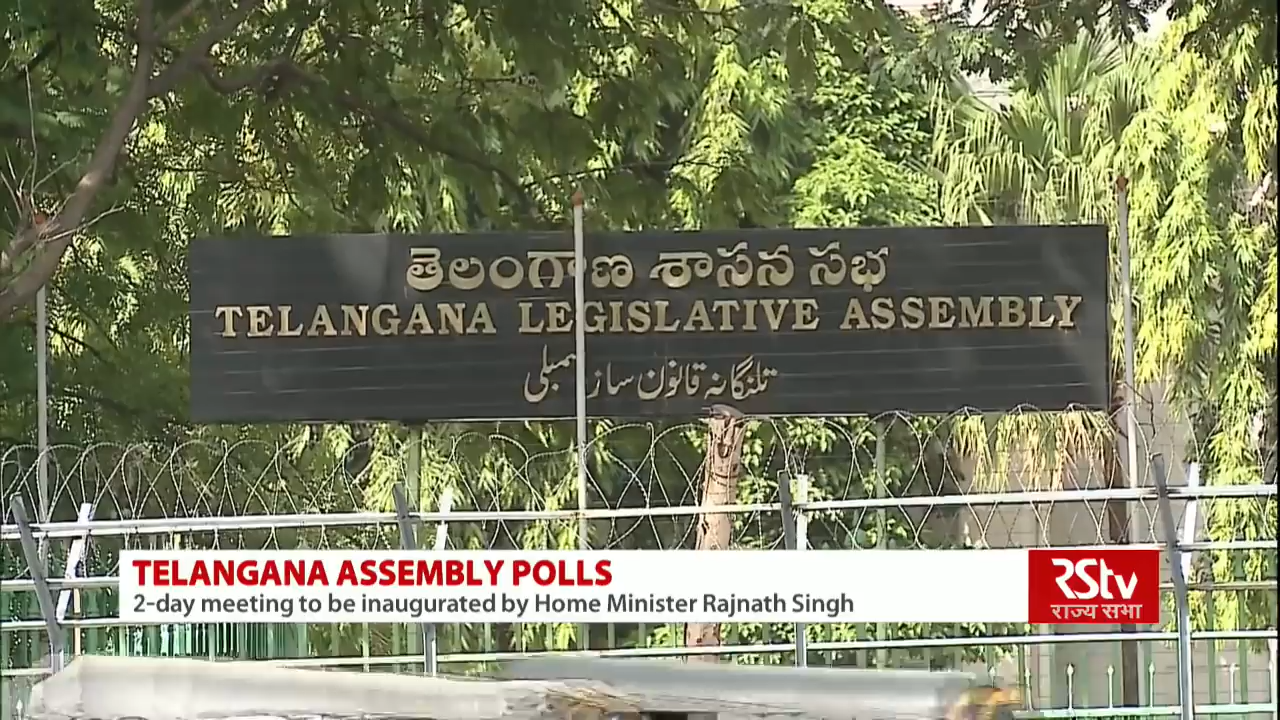 తెలంగాణ శాసన సభ
TELANGANA LEGISLATIVE ASSEMBLY
تلنگانہ قانون ساز
TELANGANA ASSEMBLY POLLS
2-day meeting to be inaugurated by Home Minister Rajnath Singh
RStv
राज्य सभा